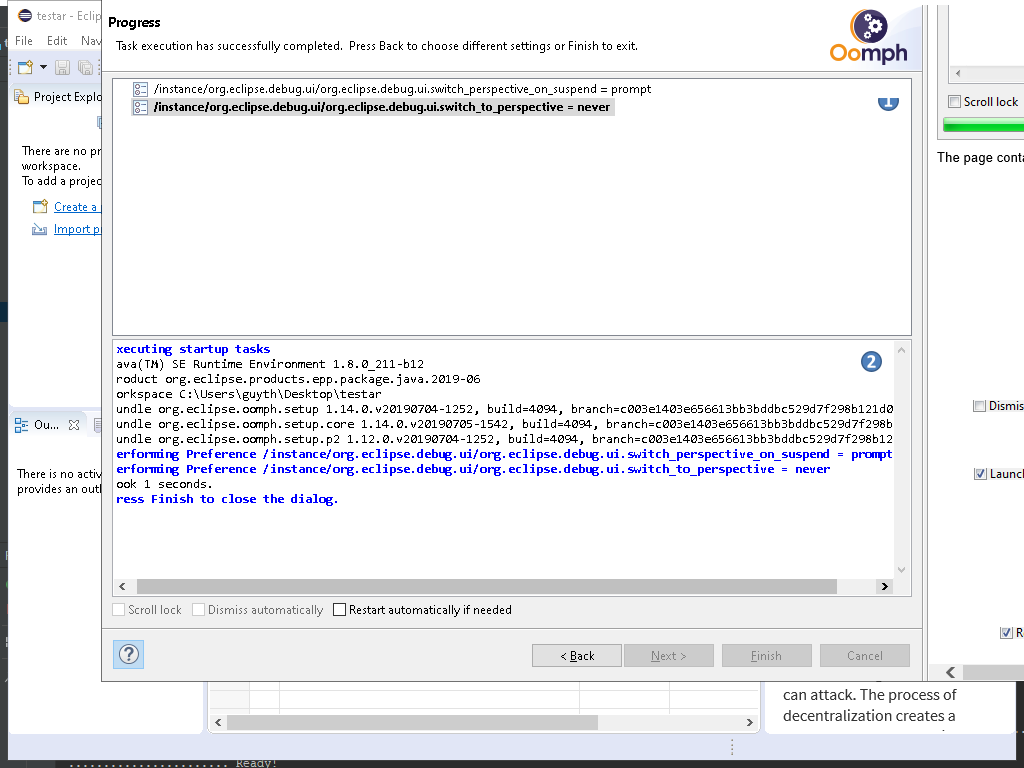 testar - Eclip
File Edit Nav
Project Explo
There are no pr
workspace.
To add a projec
Create a
Import pr
Ou...
There is no activ
provides an outl
Progress
Task execution has successfully completed. Press Back to choose different settings or Finish to exit.
Oomph
/instance/org.eclipse.debug.ui/org.eclipse.debug.ui.switch_perspective_on_suspend = prompt
/instance/org.eclipse.debug.ui/org.eclipse.debug.ui.switch_to_perspective = never
1
xecuting startup tasks
ava(TM) SE Runtime Environment 1.8.0_211-b12
roduct org.eclipse.products.epp.package.java.2019-06
orkspace C:\Users\guyth\Desktop\testar
undle org.eclipse.oomph.setup 1.14.0.v20190704-1252, build=4094, branch=c003e1403e656613bb3bddbc529d7f298b121d0
undle org.eclipse.oomph.setup.core 1.14.0.v20190705-1542, build=4094, branch=c003e1403e656613bb3bddbc529d7f298b
undle org.eclipse.oomph.setup.p2 1.12.0.v20190704-1252, build=4094, branch=c003e1403e656613bb3bddbc529d7f298b12
erforming Preference /instance/org.eclipse.debug.ui/org.eclipse.debug.ui.switch_perspective_on_suspend = prompt
erforming Preference /instance/org.eclipse.debug.ui/org.eclipse.debug.ui.switch_to_perspective = never
ook 1 seconds.
ress Finish to close the dialog.
2
Scroll lock Dismiss automatically Restart automatically if needed
? < Back Next > Finish Cancel
Scroll lock
The page conta
Dismis
Launch
R
can attack. The process of
decentralization creates a
Ready!